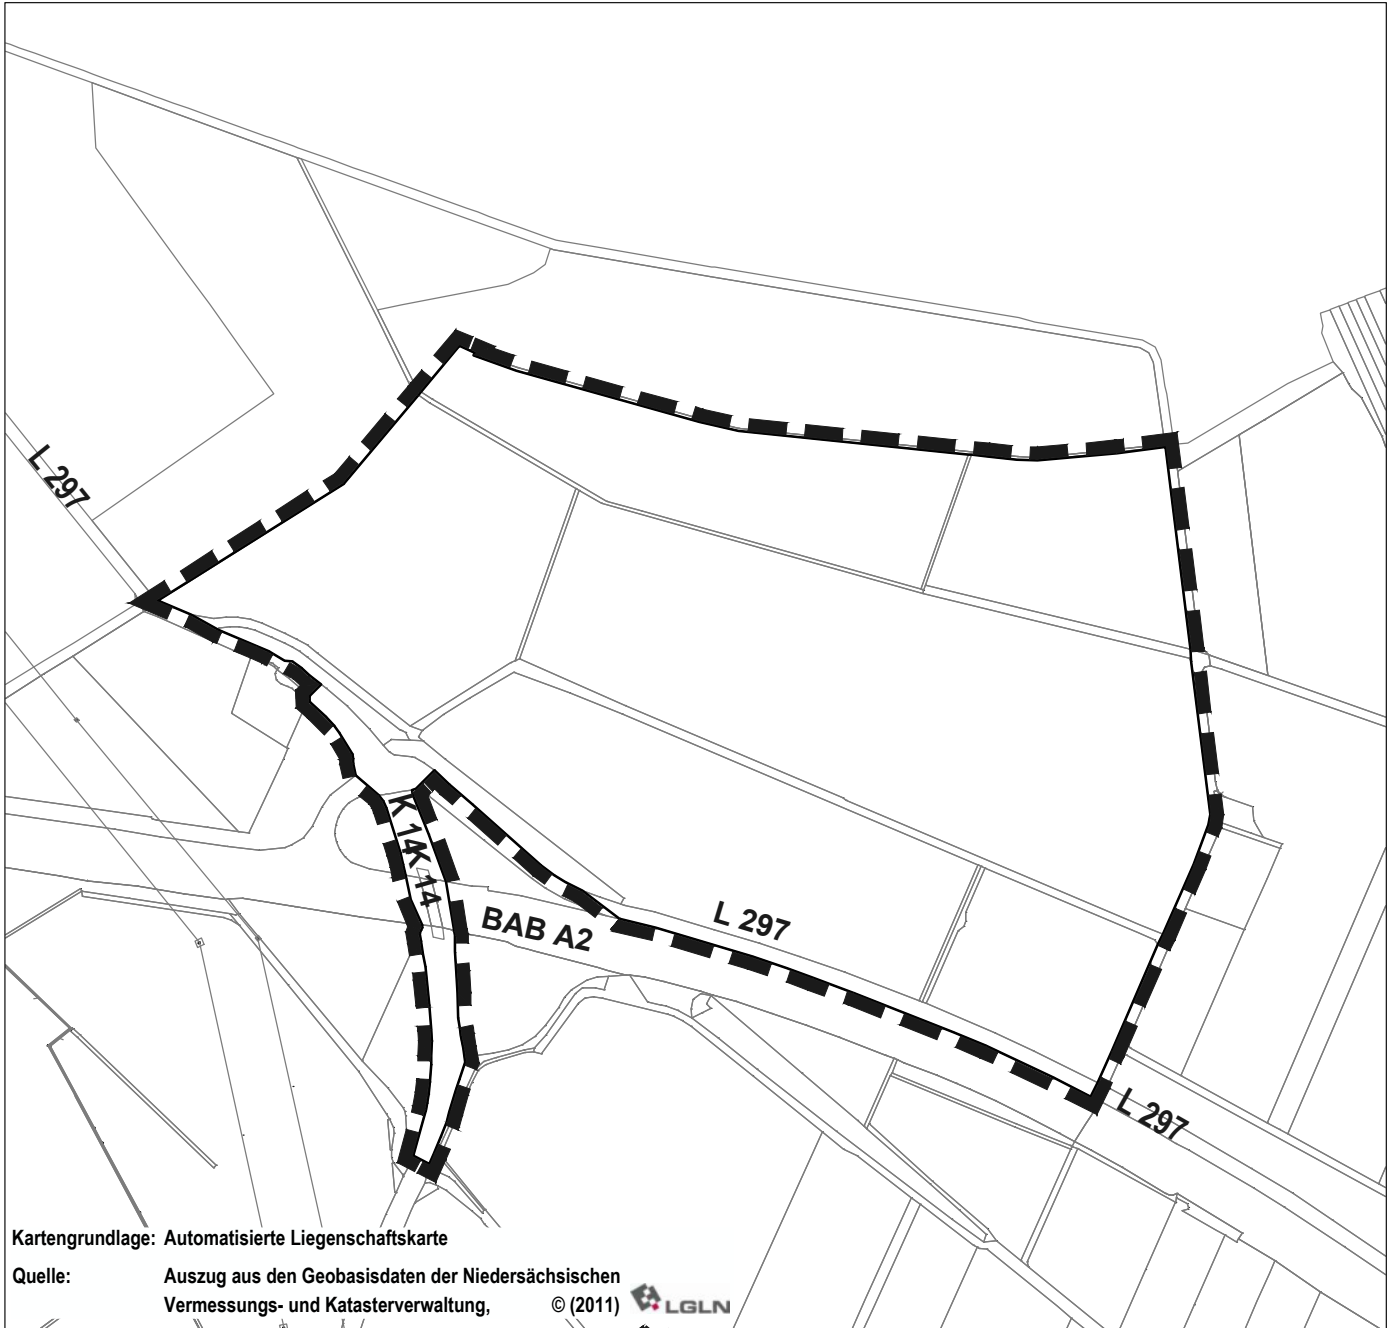 L 297
K 14
K 14
BAB A2
L 297
L 297
Kartengrundlage: Automatisierte Liegenschaftskarte
Quelle: Auszug aus den Geobasisdaten der Niedersächsischen
Vermessungs- und Katasterverwaltung, © (2011) LGLN